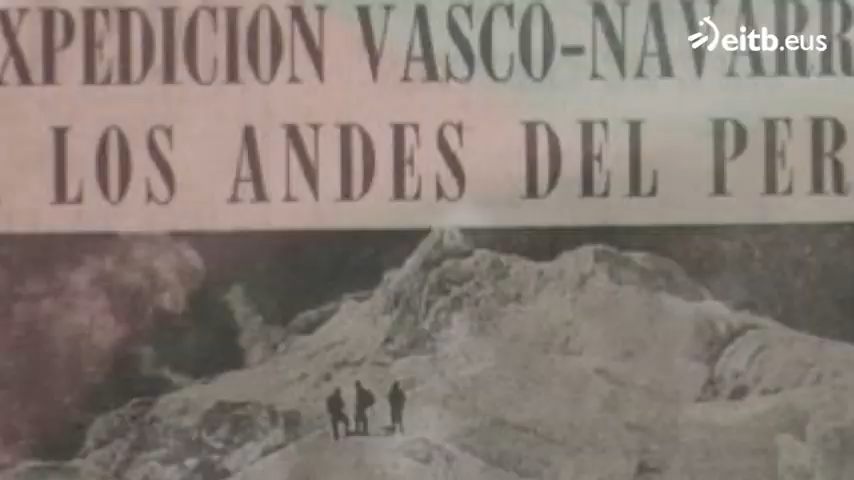 XPEDICION VASCO-NAVARR
LOS ANDES DEL PER
eitb.eus